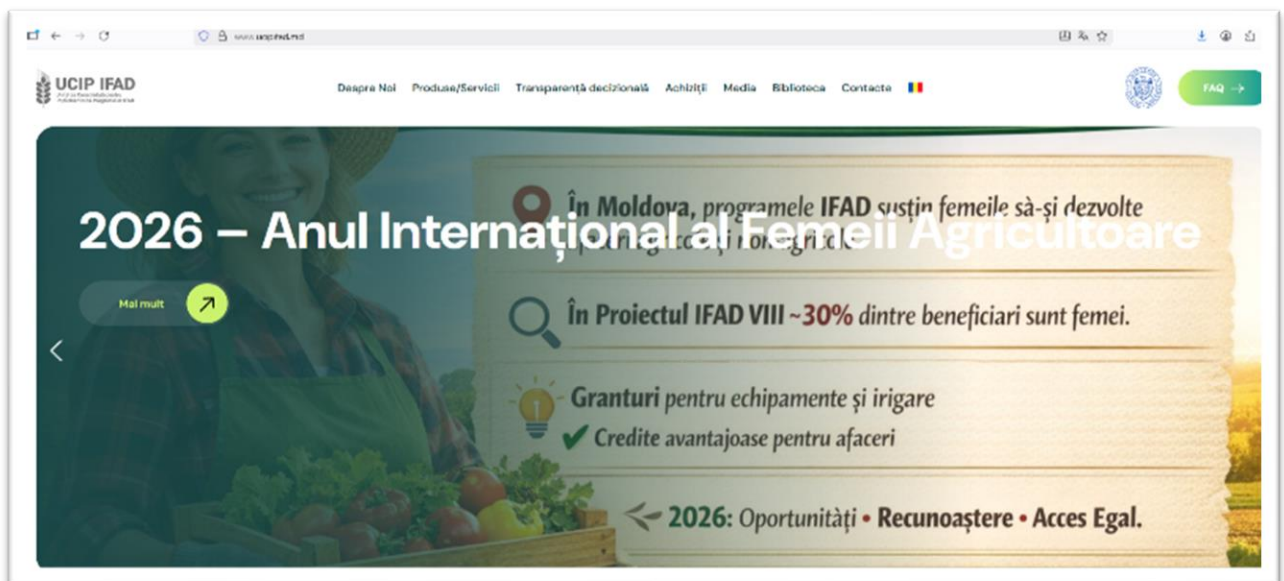 www.ucipifad.md
UCIP IFAD
Despre Noi Produse/Servicii Transparență decizională Achiziții Media Biblioteca Contacte
FAQ
În Moldova, programele IFAD susțin femeile sà-și dezvolte
2026 – Anul Internațional al Femeii Agricultoare
Mai mult
În Proiectul IFAD VIII ~30% dintre beneficiari sunt femei.
Granturi pentru echipamente și irigare
Credite avantajoase pentru afaceri
2026: Oportunitàți • Recunoaștere • Acces Egal.